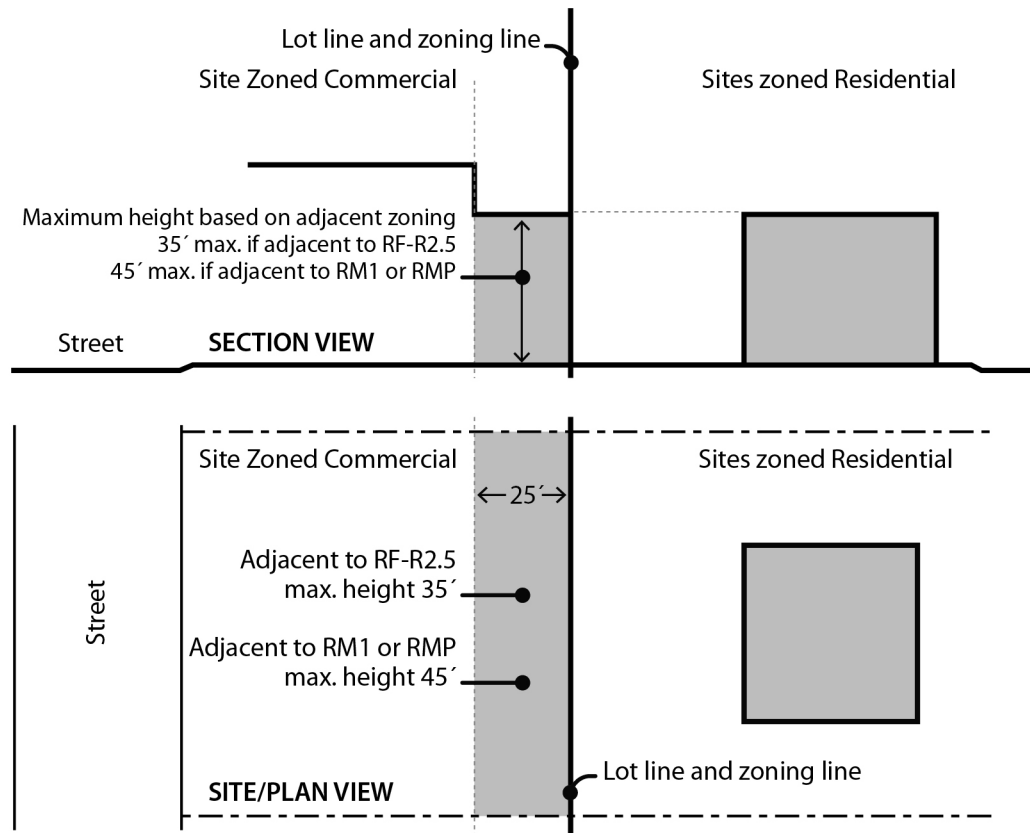 Lot line and zoning line
Site Zoned Commercial
Sites zoned Residential
Maximum height based on adjacent zoning
35´ max. if adjacent to RF-R2.5
45´ max. if adjacent to RM1 or RMP
Street
SECTION VIEW
Site Zoned Commercial
Sites zoned Residential
25´
Adjacent to RF-R2.5
max. height 35´
Street
Adjacent to RM1 or RMP
max. height 45´
Lot line and zoning line
SITE/PLAN VIEW